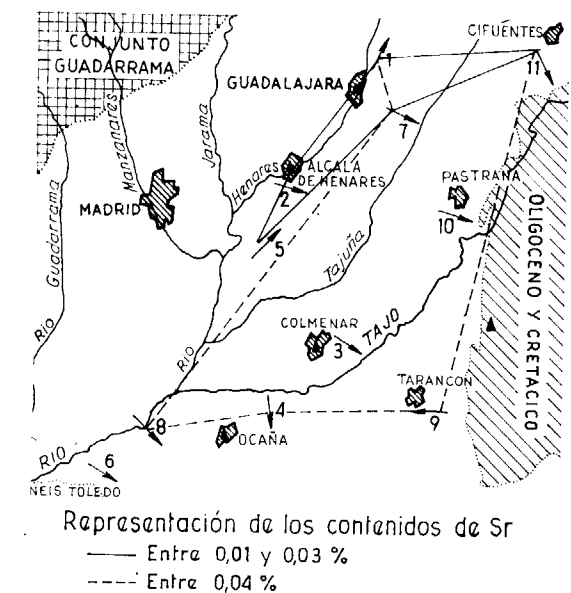 CIFUENTES
CONJUNTO
GUADARRAMA
GUADALAJARA
1
11
7
Manzanares
Jarama
Henares
ALCALA
DE HENARES
2
PASTRANA
10
MADRID
5
Guadarrama
Tajuña
OLIGOCENO Y CRETACICO
COLMENAR
3
TAJO
RIO
RIO
TARANCON
4
9
8
OCAÑA
RIO
6
NEIS TOLEDO
Representación de los contenidos de Sr
Entre 0,01 y 0,03 %
Entre 0,04 %